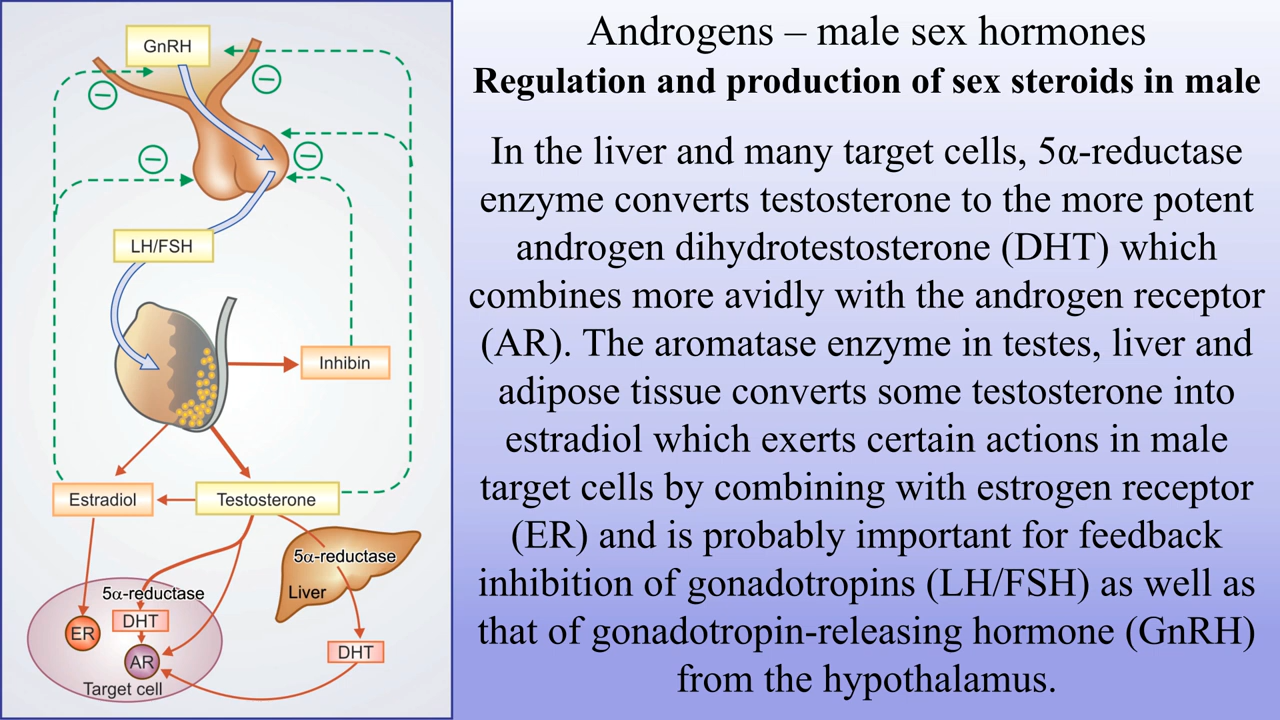 GnRH
LH/FSH
Inhibin
Estradiol
Testosterone
5α-reductase
Liver
5α-reductase
DHT
ER
AR
DHT
Target cell
Androgens – male sex hormones
Regulation and production of sex steroids in male
In the liver and many target cells, 5α-reductase
enzyme converts testosterone to the more potent
androgen dihydrotestosterone (DHT) which
combines more avidly with the androgen receptor
(AR). The aromatase enzyme in testes, liver and
adipose tissue converts some testosterone into
estradiol which exerts certain actions in male
target cells by combining with estrogen receptor
(ER) and is probably important for feedback
inhibition of gonadotropins (LH/FSH) as well as
that of gonadotropin-releasing hormone (GnRH)
from the hypothalamus.